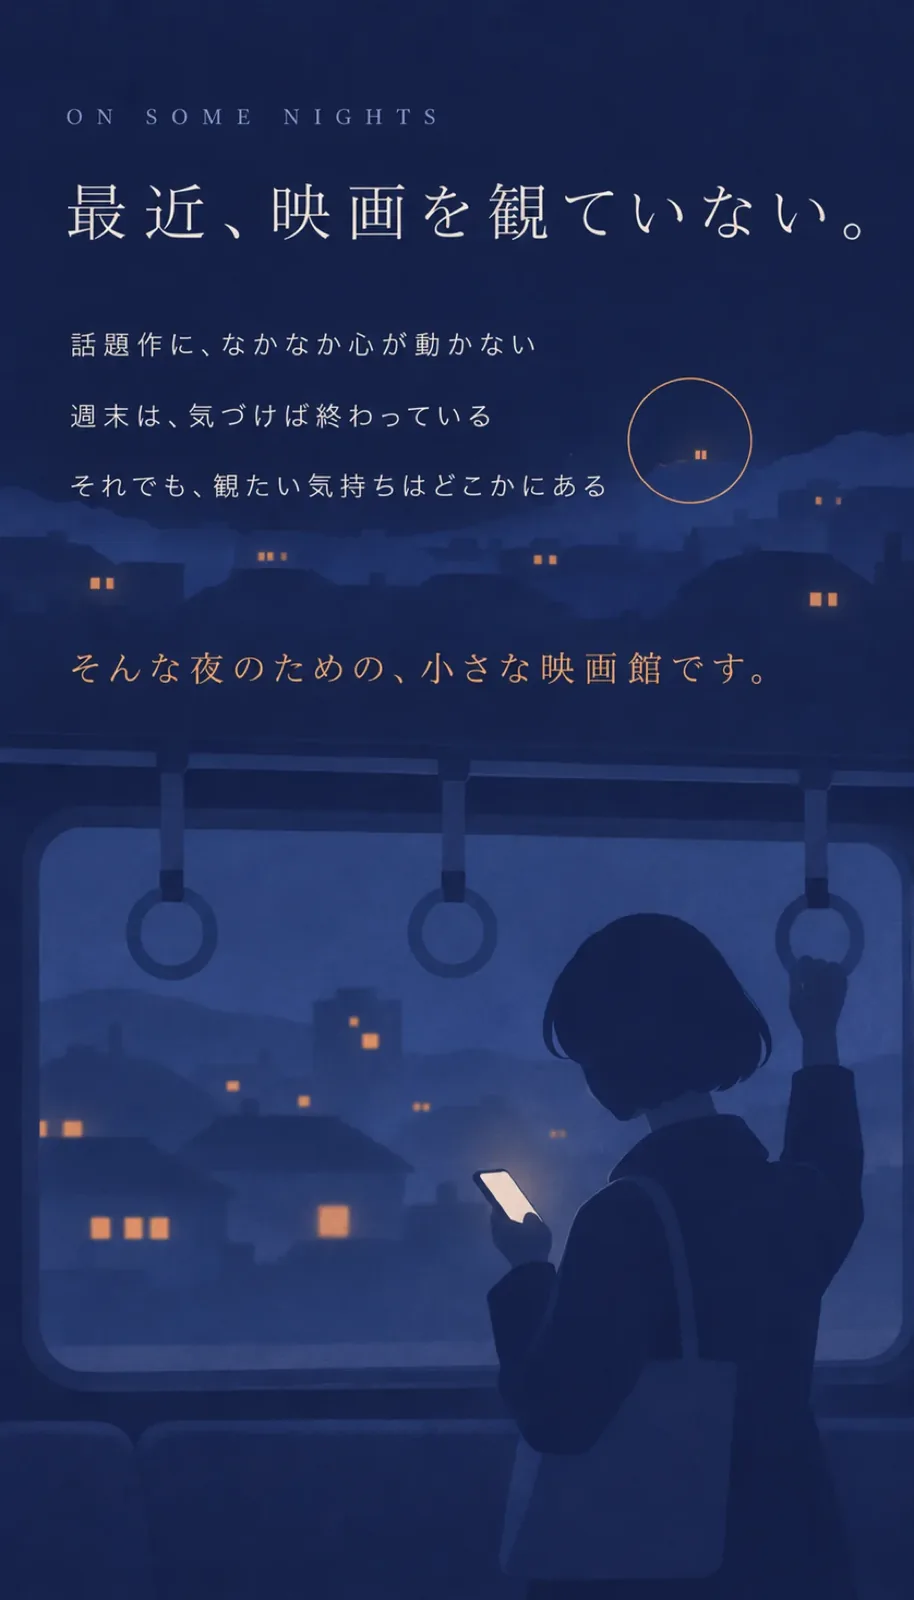 ON SOME NIGHTS
最近、映画を観ていない。
話題作に、なかなか心が動かない
週末は、気づけば終わっている
それでも、観たい気持ちはどこかにある
そんな夜のための、小さな映画館です。